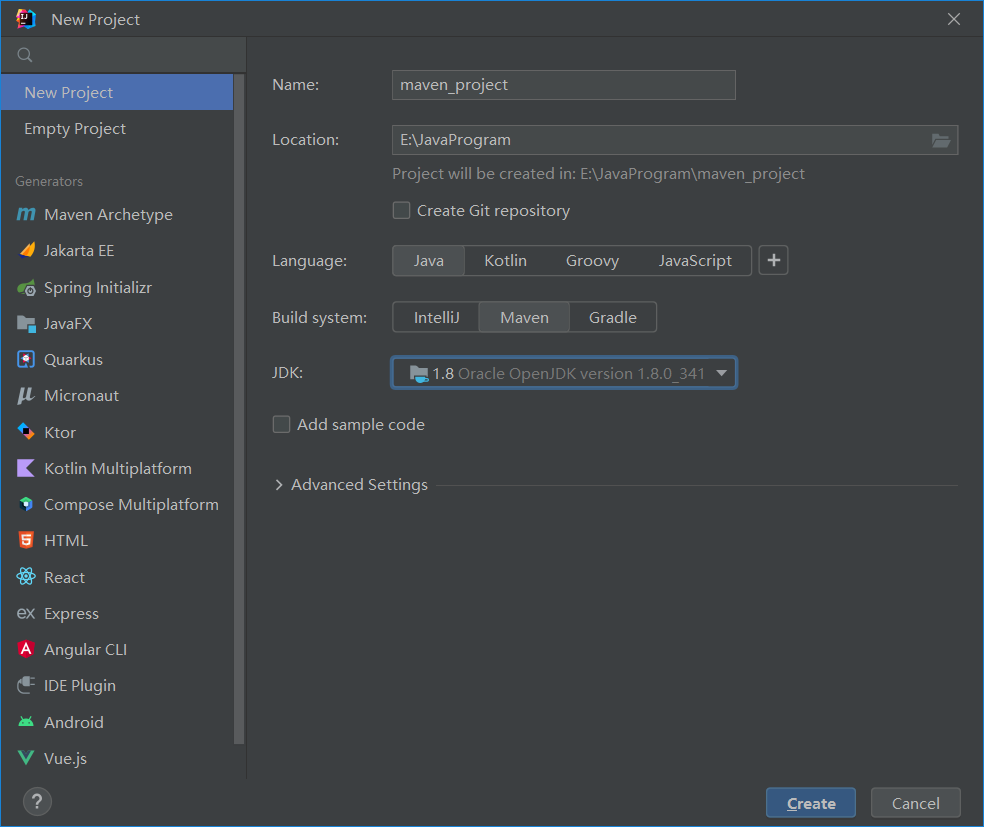 New Project
New Project
Empty Project
Generators
Maven Archetype
Jakarta EE
Spring Initializr
JavaFX
Quarkus
Micronaut
Ktor
Kotlin Multiplatform
Compose Multiplatform
HTML
React
Express
Angular CLI
IDE Plugin
Android
Vue.js
?
Name: maven_project
Location: E:\JavaProgram
Project will be created in: E:\JavaProgram\maven_project
Create Git repository
Language: Java Kotlin Groovy JavaScript +
Build system: IntelliJ Maven Gradle
JDK: 1.8 Oracle OpenJDK version 1.8.0_341
Add sample code
Advanced Settings
Create Cancel